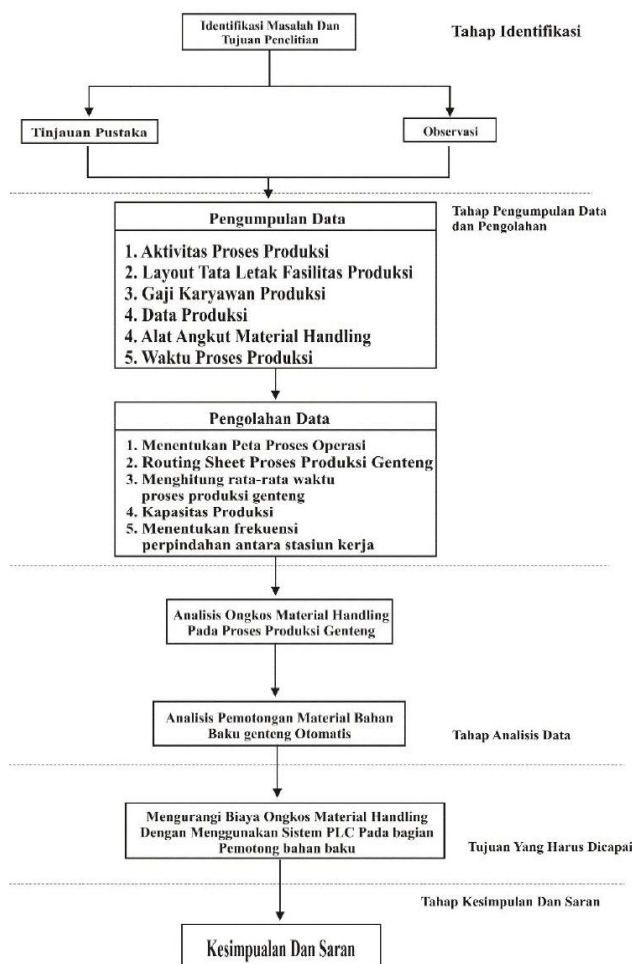 Identifikasi Masalah Dan
Tujuan Penelitian
Tahap Identifikasi
Tinjauan Pustaka
Observasi
Tahap Pengumpulan Data
dan Pengolahan
Pengumpulan Data
1. Aktivitas Proses Produksi
2. Layout Tata Letak Fasilitas Produksi
3. Gaji Karyawan Produksi
4. Data Produksi
4. Alat Angkut Material Handling
5. Waktu Proses Produksi
Pengolahan Data
1. Menentukan Peta Proses Operasi
2. Routing Sheet Proses Produksi Genteng
3. Menghitung rata-rata waktu
proses produksi genteng
4. Kapasitas Produksi
5. Menentukan frekuensi
perpindahan antara stasiun kerja
Analisis Ongkos Material Handling
Pada Proses Produksi Genteng
Analisis Pemotongan Material Bahan
Baku genteng Otomatis
Tahap Analisis Data
Mengurangi Biaya Ongkos Material Handling
Dengan Menggunakan Sistem PLC Pada bagian
Pemotong bahan baku
Tujuan Yang Harus Dicapai
Tahap Kesimpulan Dan Saran
Kesimpualan Dan Saran